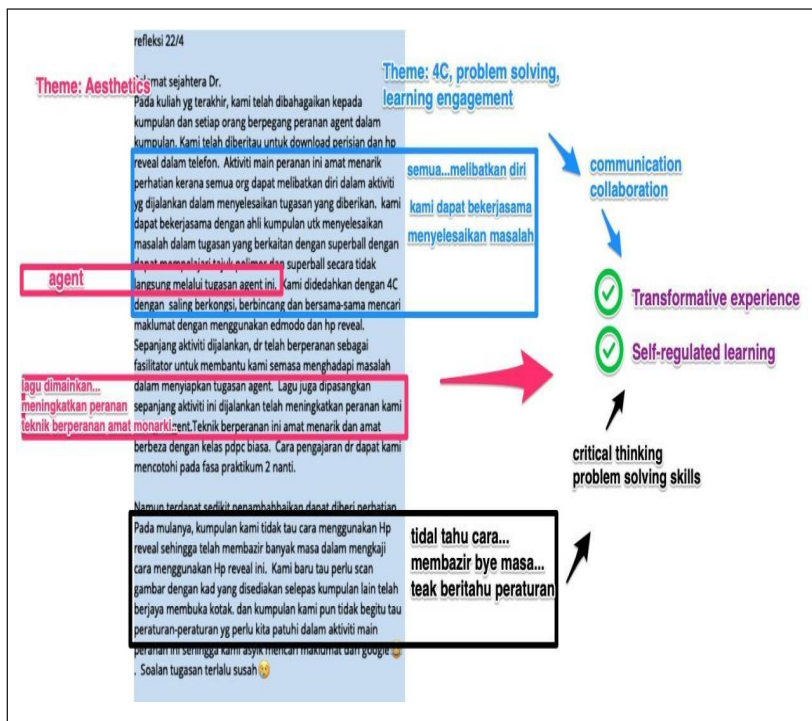 refleksi 22/4
Theme: Aesthetics
Theme: 4C, problem solving,
learning engagement
sejahtera Dr.
Pada kuliah yg terakhir, kami telah dibahagaikan kepada
kumpulan dan setiap orang berpegang peranan agent dalam
kumpulan. Kami telah diberitau untuk download perisian dan hp
reveal dalam telefon. Aktiviti main peranan ini amat menarik
perhatian kerana semua org dapat melibatkan diri dalam aktiviti
yg dijalankan dalam menyelesaikan tugasan yang diberikan. kami
dapat bekerjasama dengan ahli kumpulan utk menyelesaikan
masalah dalam tugasan yang berkaitan dengan superball dengan
dapat mempelajari tajuk polimer dan superball secara tidak
langsung melalui tugasan agent ini. Kami didedahkan dengan 4C
dengan saling berkongsi, berbincang dan bersama-sama mencari
maklumat dengan menggunakan edmodo dan hp reveal.
Sepanjang aktiviti dijalankan, dr telah berperanan sebagai
fasilitator untuk membantu kami semasa menghadapi masalah
dalam menyiapkan tugasan agent. Lagu juga dipasangkan
sepanjang aktiviti ini dijalankan telah meningkatkan peranan kami
ent.Teknik berperanan ini amat menarik dan amat
berbeza dengan kelas pdpc biasa. Cara pengajaran dr dapat kami
mencotohi pada fasa praktikum 2 nanti.
Namun terdapat sedikit penambahbaikan dapat diberi perhatian
Pada mulanya, kumpulan kami tidak tau cara menggunakan Hp
reveal sehingga telah membazir banyak masa dalam mengkaji
cara menggunakan Hp reveal ini. Kami baru tau perlu scan
gambar dengan kad yang disediakan selepas kumpulan lain telah
berjaya membuka kotak. dan kumpulan kami pun tidak begitu tau
peraturan-peraturan yg perlu kita patuhi dalam aktiviti main
peranan ini sehingga kami asyik mencari maklumat dari google 😫
. Soalan tugasan terlalu susah 😢
agent
lagu dimainkan...
meningkatkan peranan
teknik berperanan amat monarki
semua...melibatkan diri
kami dapat bekerjasama
menyelesaikan masalah
tidal tahu cara...
membazir bye masa...
teak beritahu peraturan
communication
collaboration
Transformative experience
Self-regulated learning
critical thinking
problem solving skills